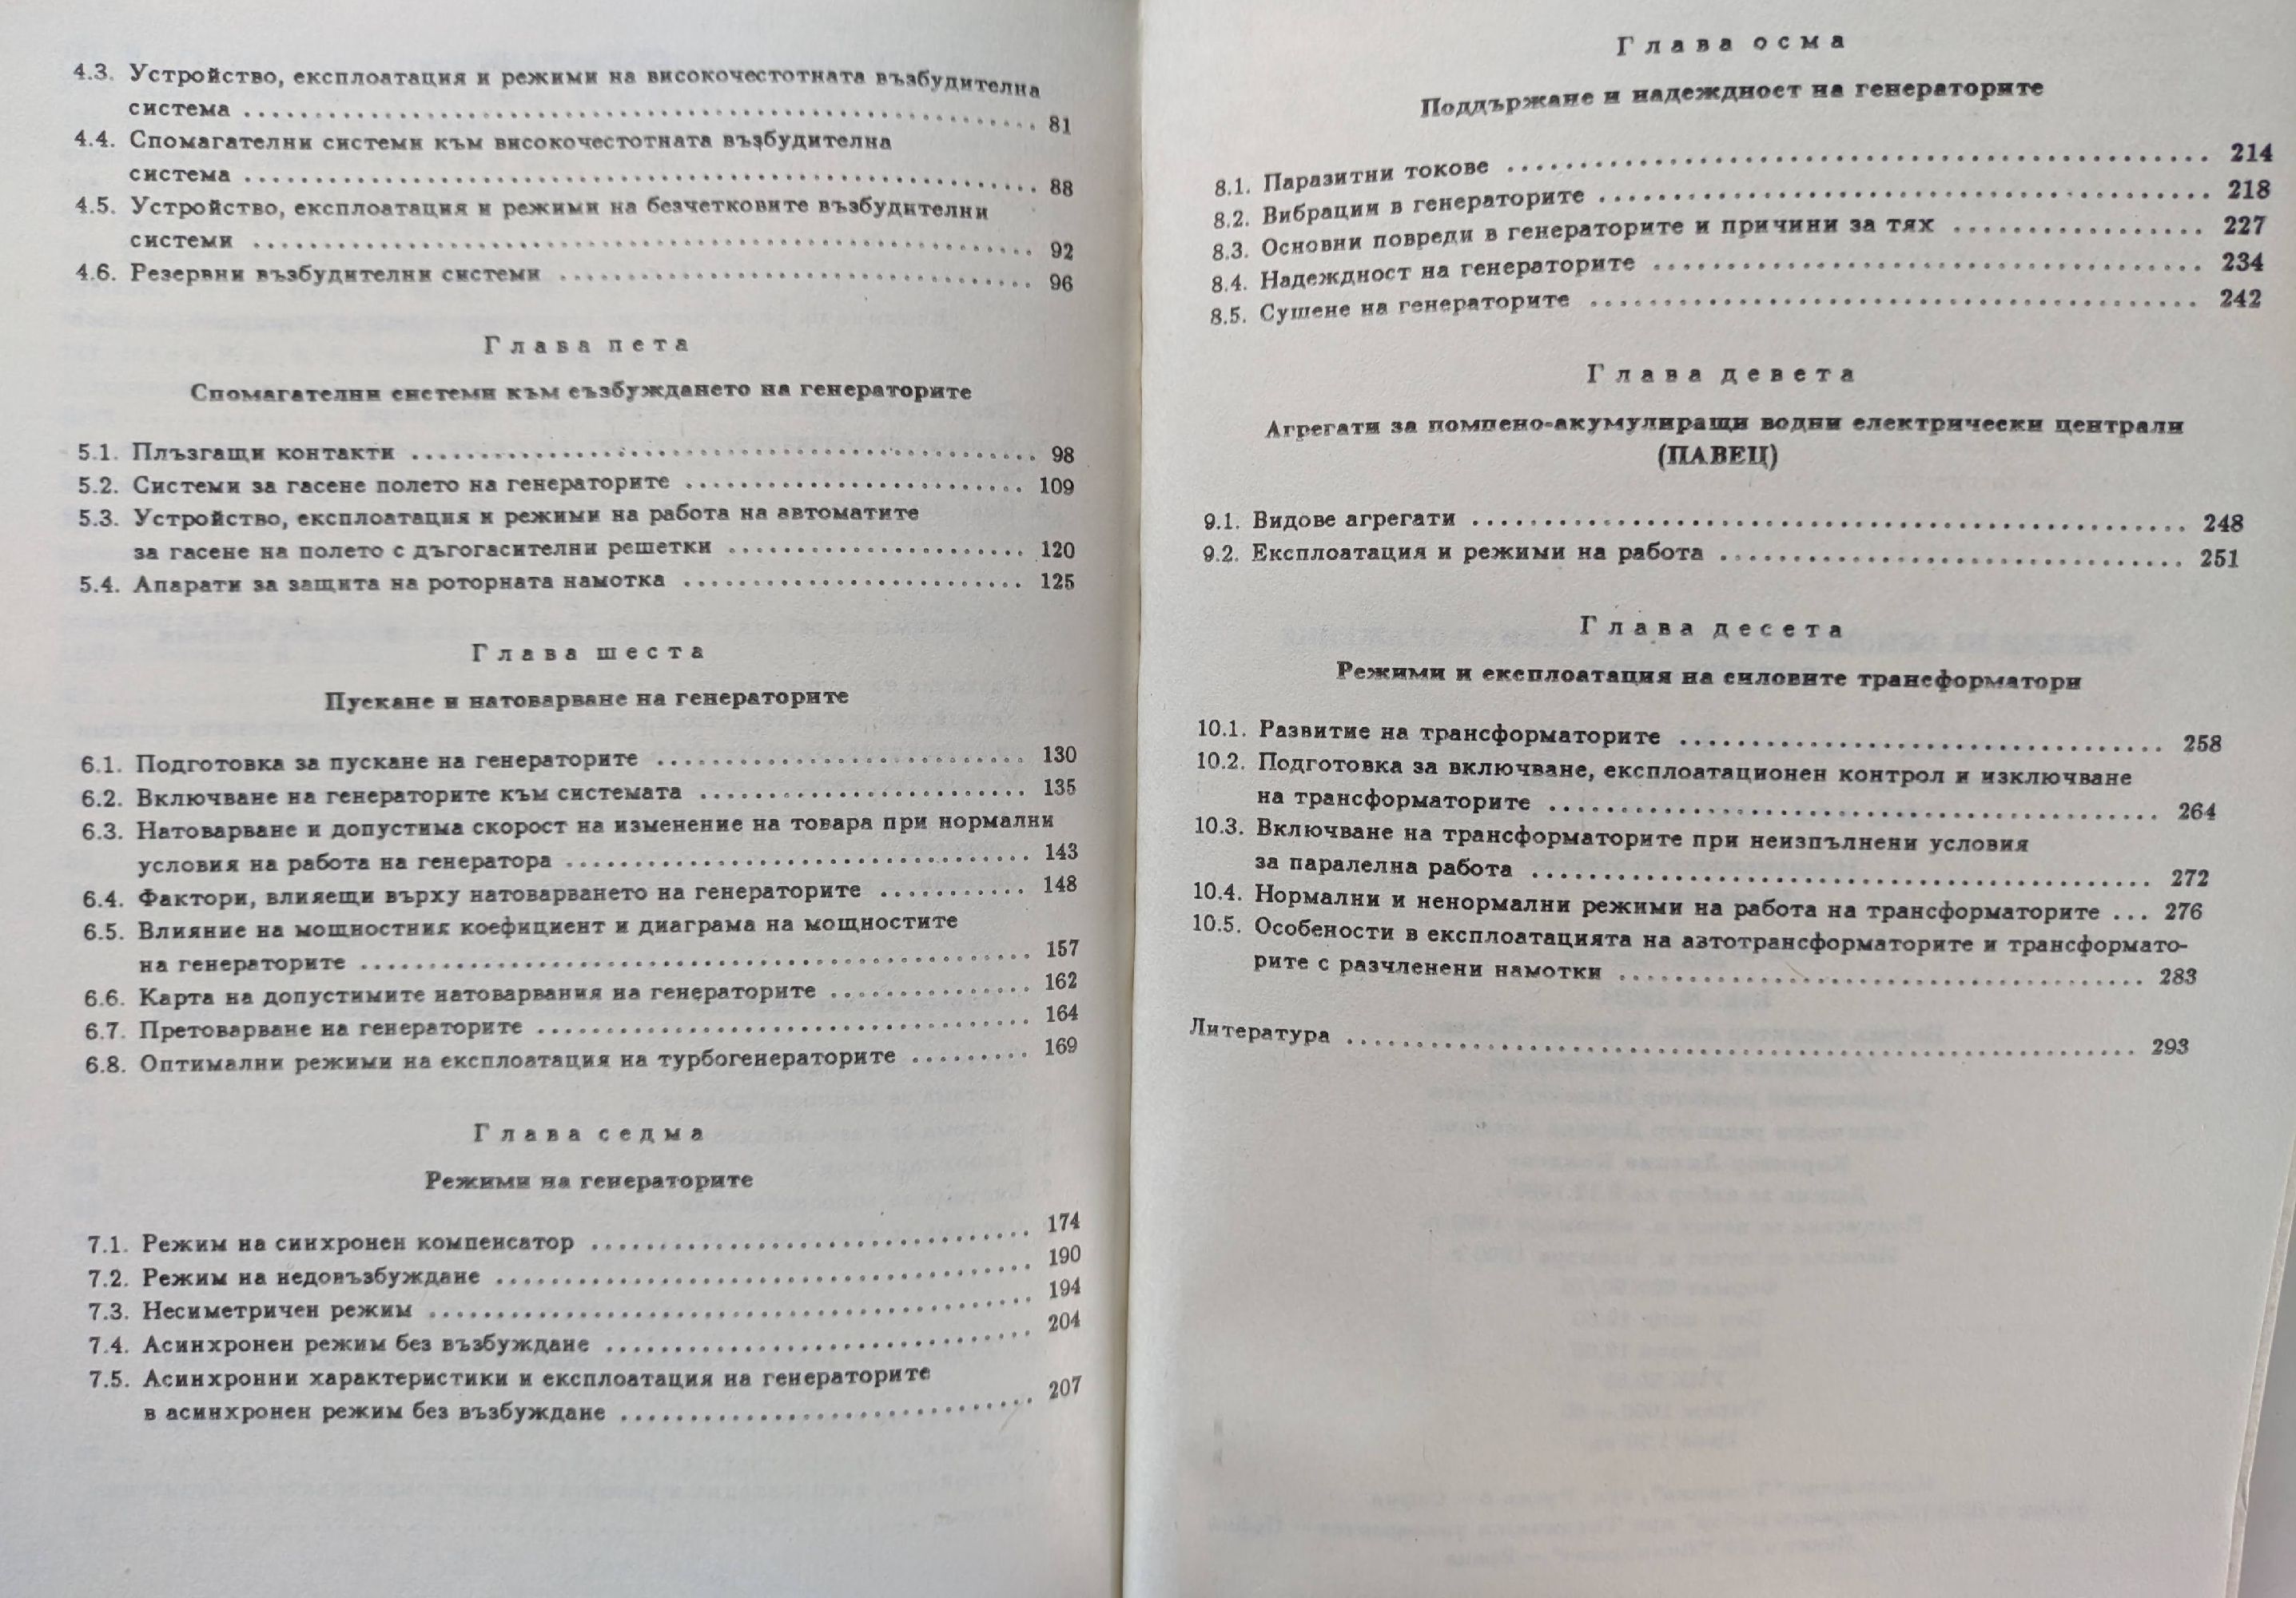 4.3. Устройство, експлоатация и режими на високочестотната възбудителна
система ........ 81
4.4. Спомагателни системи към високочестотната възбудителна
система ........ 88
4.5. Устройство, експлоатация и режими на безчетковите възбудителни
системи ........ 92
4.6. Резервни възбудителни системи ........ 96
Глава пета
Спомагателни системи към възбуждането на генераторите
5.1. Плъзгащи контакти ........ 98
5.2. Системи за гасене полето на генераторите ........ 109
5.3. Устройство, експлоатация и режими на работа на автоматите
за гасене на полето с дъгогасителни решетки ........ 120
5.4. Апарати за защита на роторната намотка ........ 125
Глава шеста
Пускане и натоварване на генераторите
6.1. Подготовка за пускане на генераторите ........ 130
6.2. Включване на генераторите към системата ........ 135
6.3. Натоварване и допустима скорост на изменение на товара при нормални
условия на работа на генератора ........ 143
6.4. Фактори, влияещи върху натоварването на генераторите ........ 148
6.5. Влияние на мощностния коефициент и диаграма на мощностите
на генераторите ........ 157
6.6. Карта на допустимите натоварвания на генераторите ........ 162
6.7. Претоварване на генераторите ........ 164
6.8. Оптимални режими на експлоатация на турбогенераторите ........ 169
Глава седма
Режими на генераторите
7.1. Режим на синхронен компенсатор ........ 174
7.2. Режим на недовъзбуждане ........ 190
7.3. Несиметричен режим ........ 194
7.4. Асинхронен режим без възбуждане ........ 204
7.5. Асинхронни характеристики и експлоатация на генераторите
в асинхронен режим без възбуждане ........ 207
Глава осма
Поддържане и надеждност на генераторите
8.1. Паразитни токове ........ 214
8.2. Вибрации в генераторите ........ 218
8.3. Основни повреди в генераторите и причини за тях ........ 227
8.4. Надеждност на генераторите ........ 234
8.5. Сушене на генераторите ........ 242
Глава девета
Агрегати за помпено-акумулиращи водни електрически централи
(ПАВЕЦ)
9.1. Видове агрегати ........ 248
9.2. Експлоатация и режими на работа ........ 251
Глава десета
Режими и експлоатация на силовите трансформатори
10.1. Развитие на трансформаторите ........ 258
10.2. Подготовка за включване, експлоатационен контрол и изключване
на трансформаторите ........ 264
10.3. Включване на трансформаторите при неизпълнени условия
за паралелна работа ........ 272
10.4. Нормални и ненормални режими на работа на трансформаторите ... 276
10.5. Особености в експлоатацията на автотрансформаторите и трансформато-
рите с разчленени намотки ........ 283
Литература ........ 293